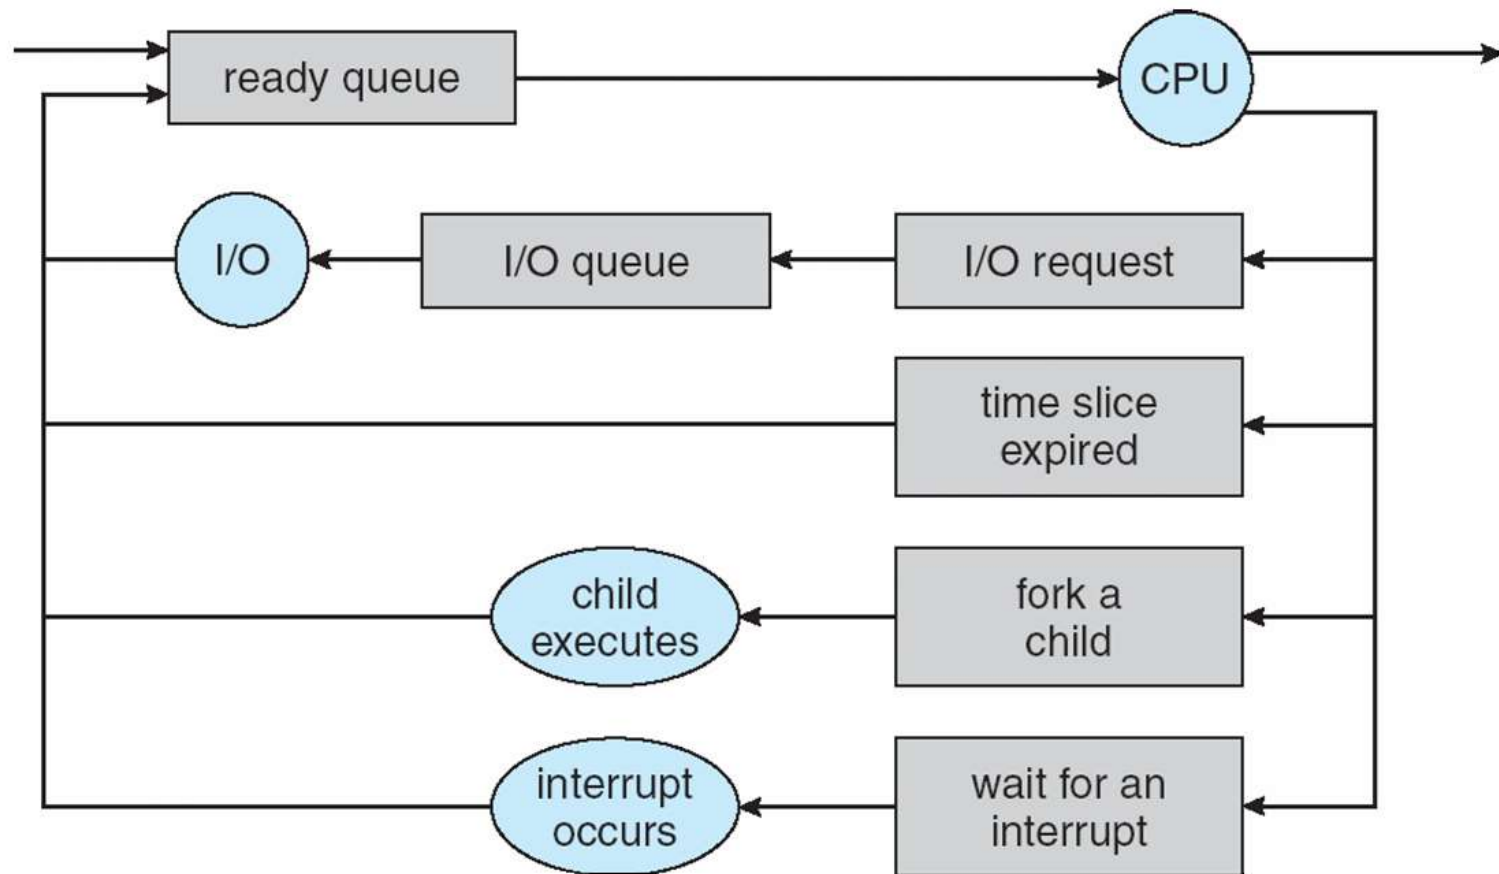 ready queue
CPU
I/O
I/O queue
I/O request
time slice
expired
child
executes
fork a
child
interrupt
occurs
wait for an
interrupt